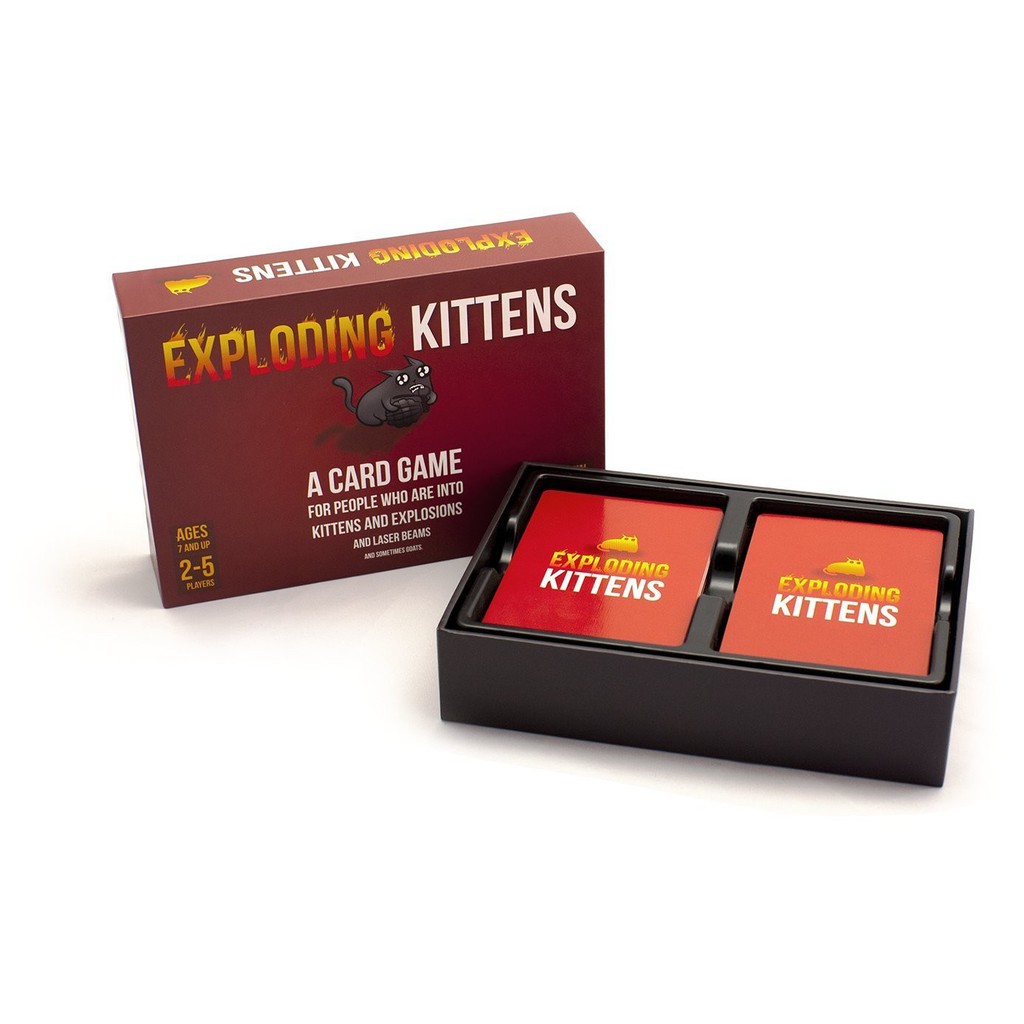 EXPLODING KITTENS
EXPLODING KITTENS
A CARD GAME
FOR PEOPLE WHO ARE INTO
KITTENS AND EXPLOSIONS
AND LASER BEAMS
AND SOMETIMES GOATS.
AGES
7 AND UP
2-5
PLAYERS
EXPLODING
KITTENS
EXPLODING
KITTENS